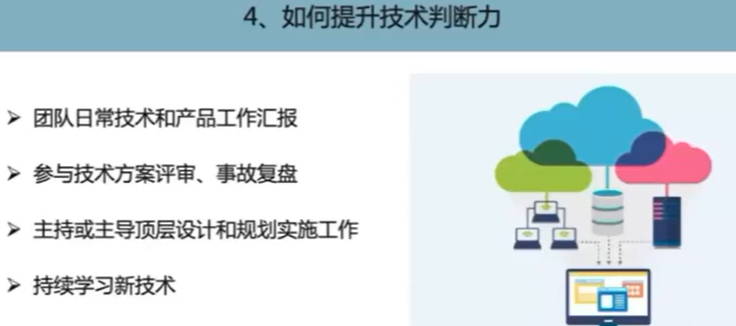 4、如何提升技术判断力
➢ 团队日常技术和产品工作汇报
➢ 参与技术方案评审、事故复盘
➢ 主持或主导顶层设计和规划实施工作
➢ 持续学习新技术